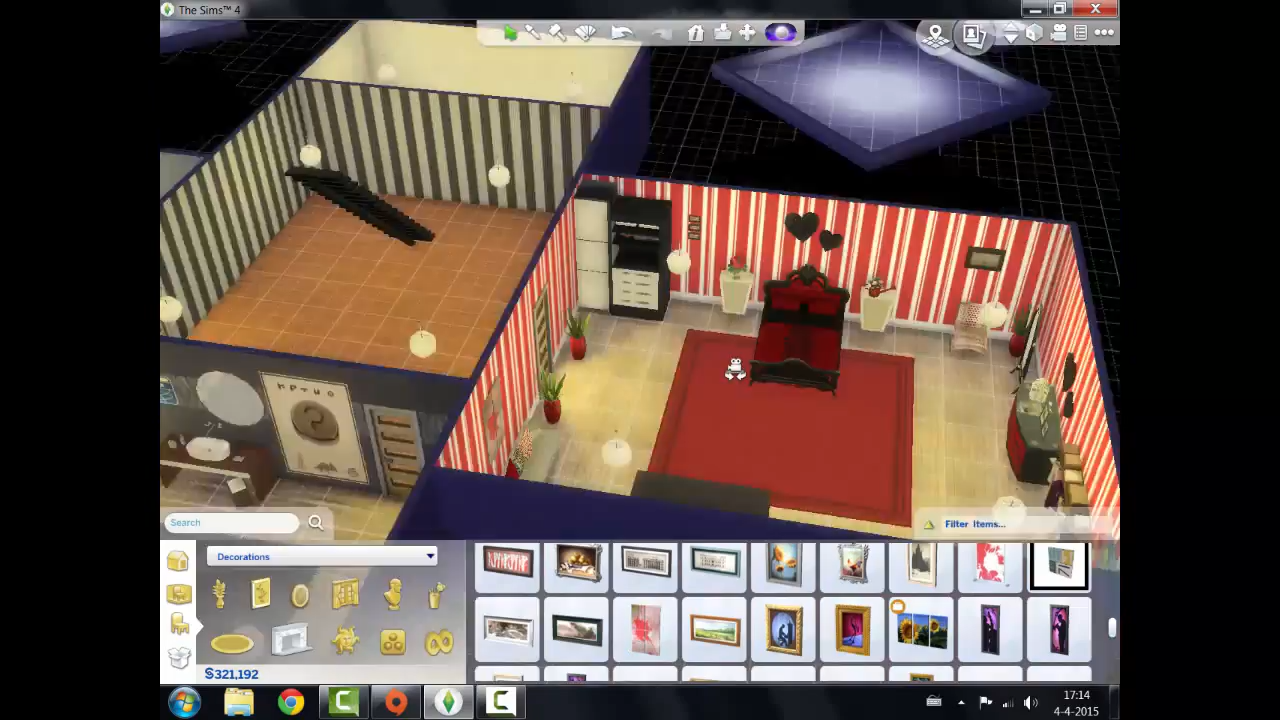 The Sims™ 4
Search
Filter Items...
Decorations
§321,192
17:14
4-4-2015